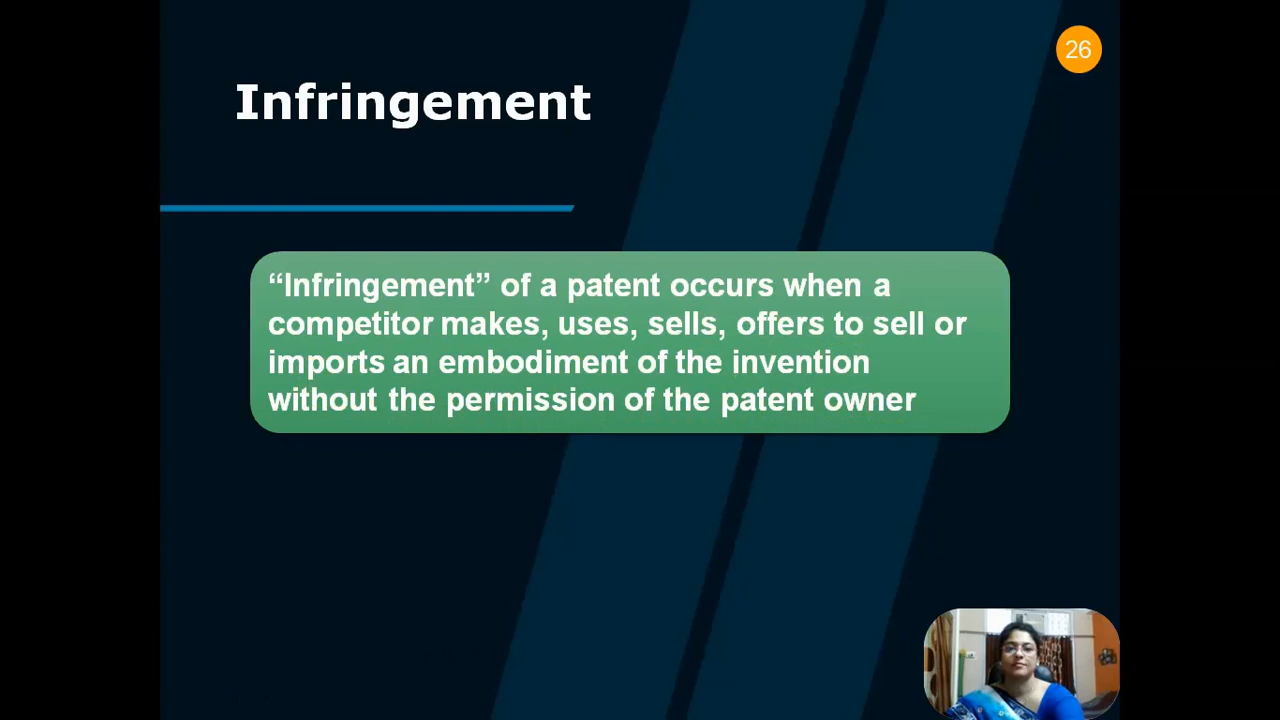 26
Infringement
“Infringement” of a patent occurs when a
competitor makes, uses, sells, offers to sell or
imports an embodiment of the invention
without the permission of the patent owner